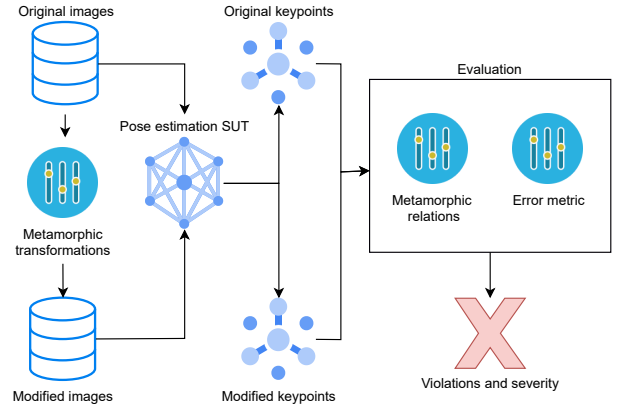 Original images
Original keypoints
Evaluation
Pose estimation SUT
Metamorphic
relations
Error metric
Metamorphic
transformations
Modified images
Modified keypoints
Violations and severity